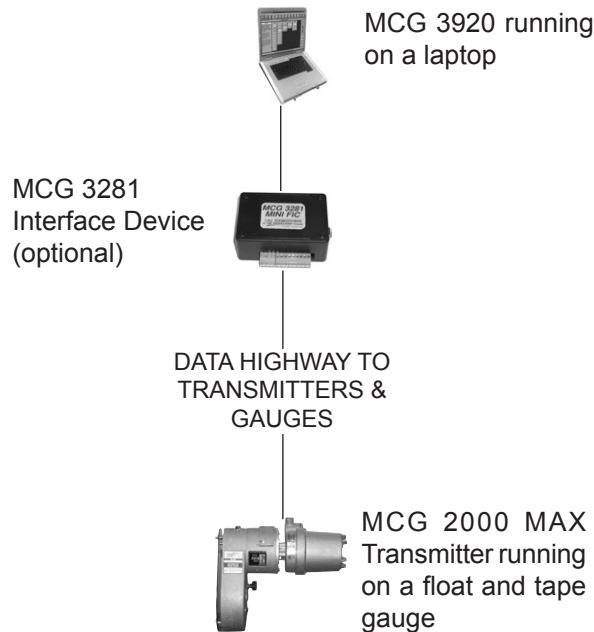 MCG 3920 running
on a laptop
MCG 3281
Interface Device
(optional)
MCG 3281
MINI FIC
DATA HIGHWAY TO
TRANSMITTERS &
GAUGES
MCG 2000 MAX
Transmitter running
on a float and tape
gauge